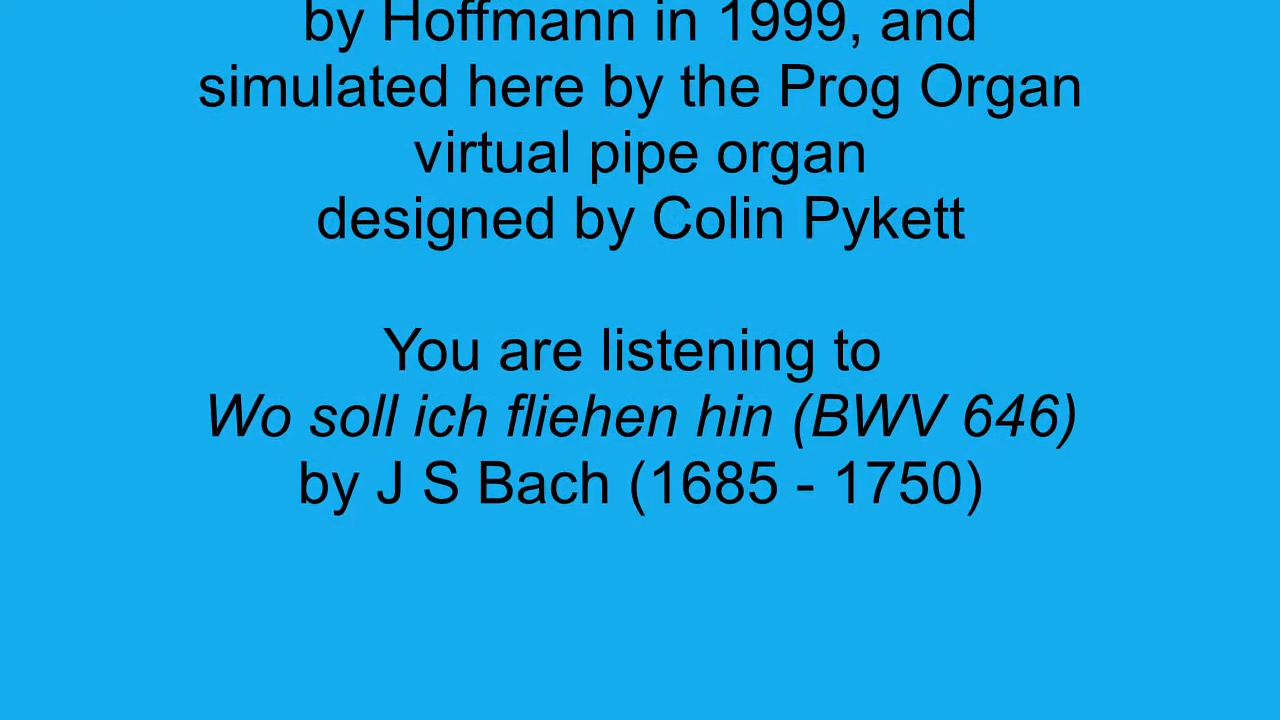 by Hoffmann in 1999, and
simulated here by the Prog Organ
virtual pipe organ
designed by Colin Pykett
You are listening to
Wo soll ich fliehen hin (BWV 646)
by J S Bach (1685 - 1750)